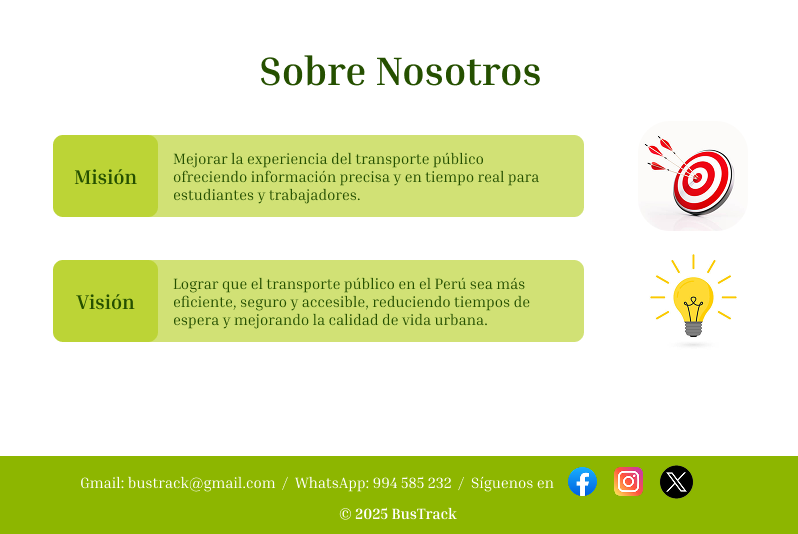 Sobre Nosotros
Misión
Mejorar la experiencia del transporte público
ofreciendo información precisa y en tiempo real para
estudiantes y trabajadores.
Visión
Lograr que el transporte público en el Perú sea más
eficiente, seguro y accesible, reduciendo tiempos de
espera y mejorando la calidad de vida urbana.
Gmail: bustrack@gmail.com / WhatsApp: 994 585 232 / Síguenos en
© 2025 BusTrack